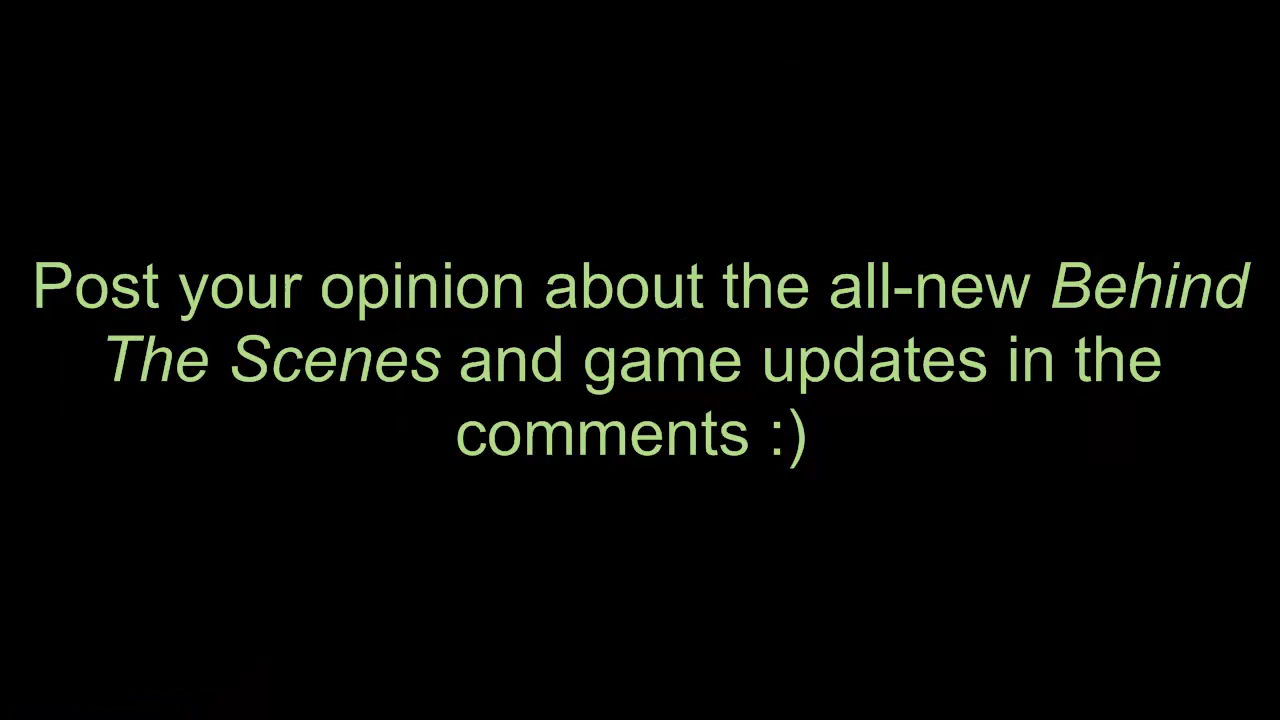 Post your opinion about the all-new Behind
The Scenes and game updates in the
comments :)